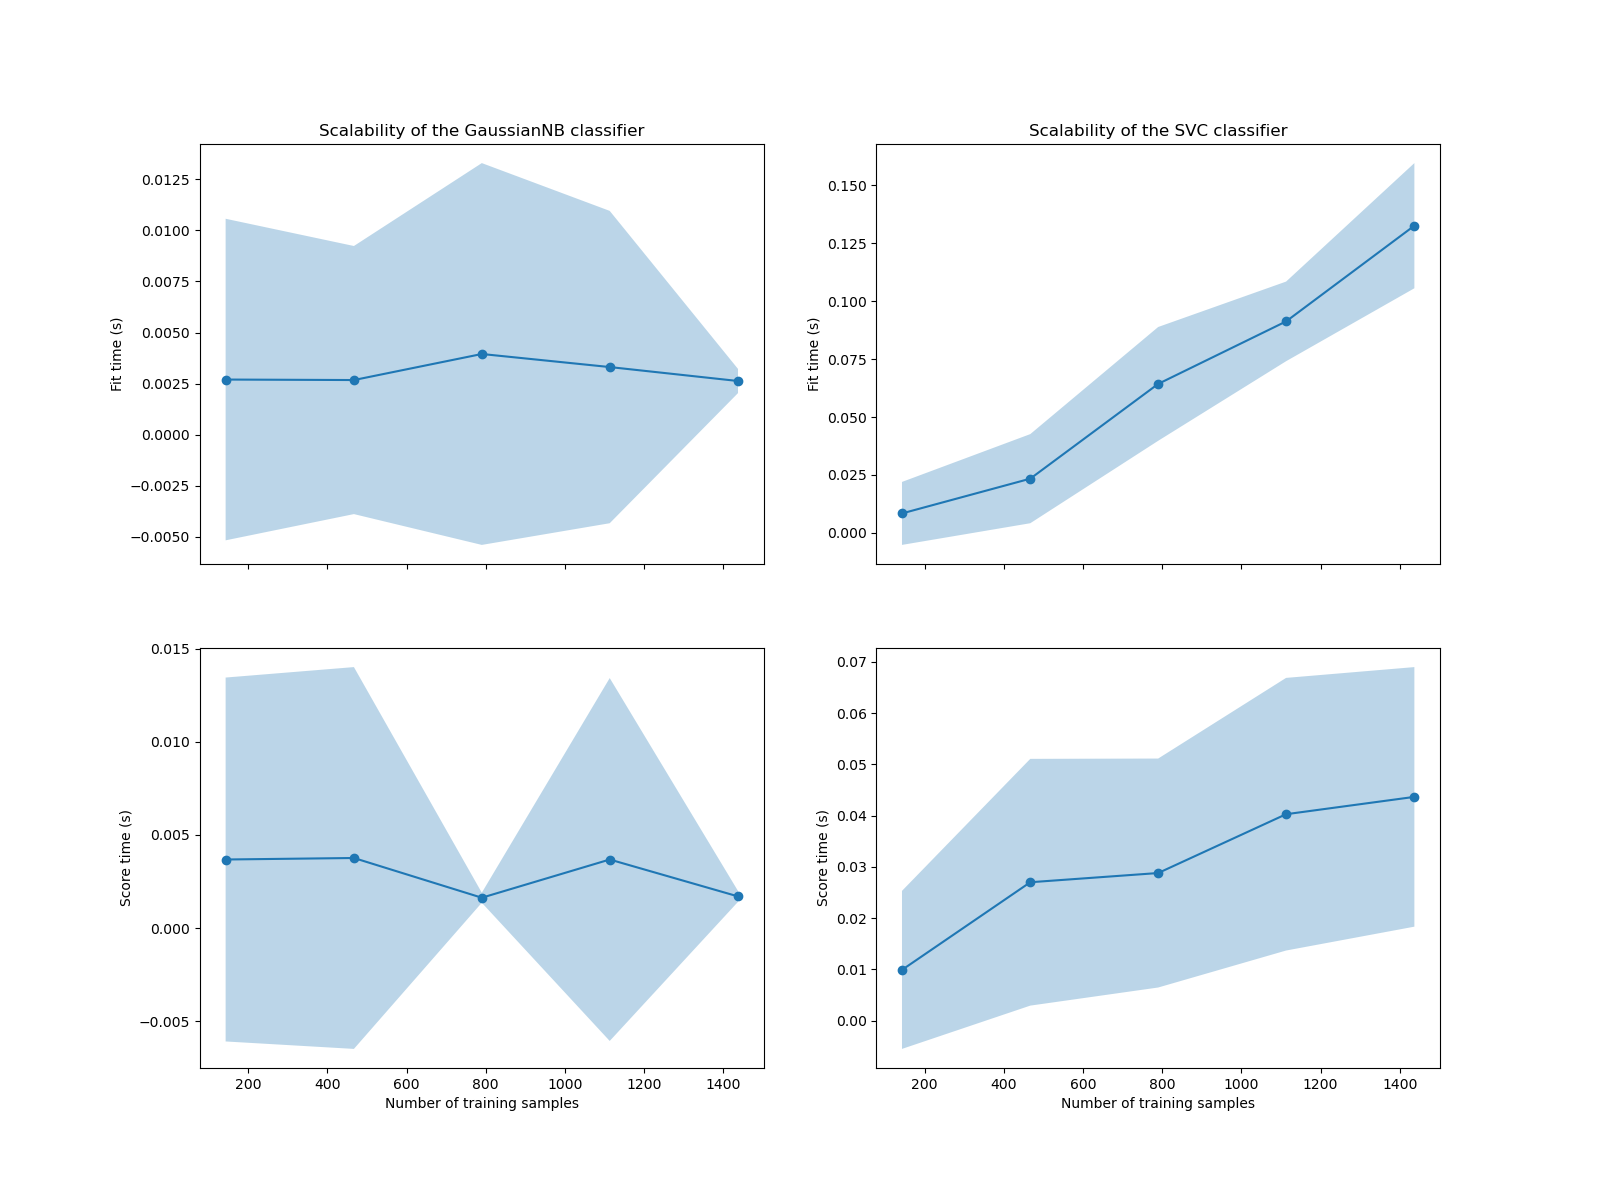 Scalability of the GaussianNB classifier
Fit time (s)
0.0125
0.0100
0.0075
0.0050
0.0025
0.0000
−0.0025
−0.0050
Scalability of the SVC classifier
Fit time (s)
0.150
0.125
0.100
0.075
0.050
0.025
0.000
Score time (s)
0.015
0.010
0.005
0.000
−0.005
200 400 600 800 1000 1200 1400
Number of training samples
Score time (s)
0.07
0.06
0.05
0.04
0.03
0.02
0.01
0.00
200 400 600 800 1000 1200 1400
Number of training samples